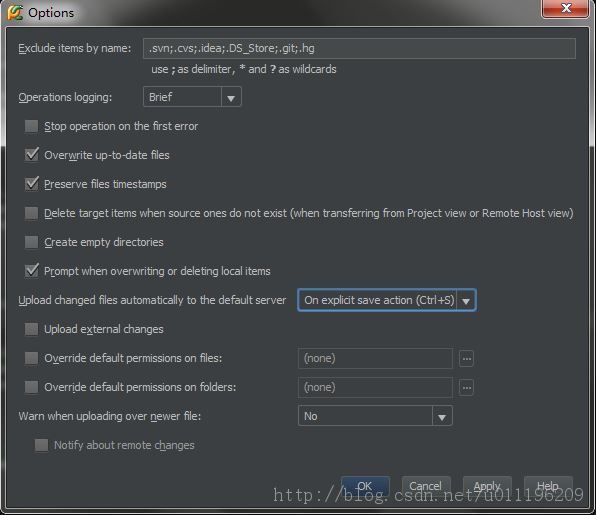 Options
Exclude items by name: .svn;.cvs;.idea;.DS_Store;.git;.hg
use ; as delimiter, * and ? as wildcards
Operations logging: Brief
Stop operation on the first error
Overwrite up-to-date files
Preserve files timestamps
Delete target items when source ones do not exist (when transferring from Project view or Remote Host view)
Create empty directories
Prompt when overwriting or deleting local items
Upload changed files automatically to the default server On explicit save action (Ctrl+S)
Upload external changes
Override default permissions on files: (none) ...
Override default permissions on folders: (none) ...
Warn when uploading over newer file: No
Notify about remote changes
OK Cancel Apply Help
http://blog.csdn.net/u011196209